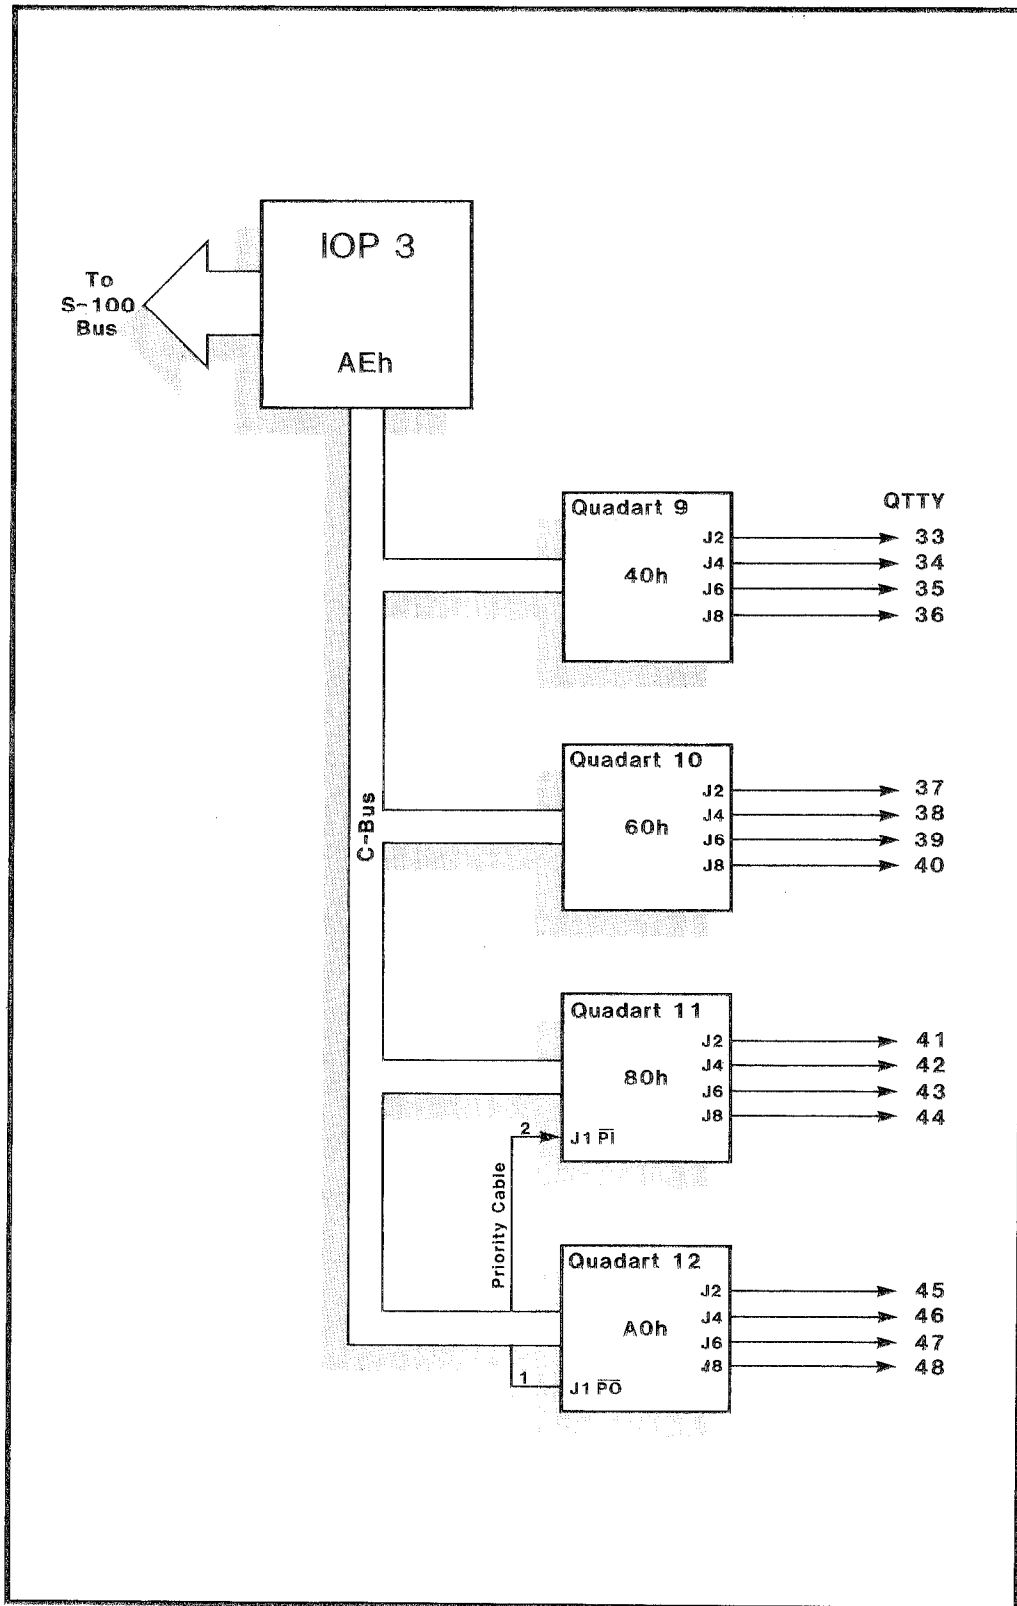 IOP 3
AEh
To
S-100
Bus
C-Bus
Quadart 9
40h
J2
J4
J6
J8
QTTY
33
34
35
36
Quadart 10
60h
J2
J4
J6
J8
37
38
39
40
Quadart 11
80h
J2
J4
J6
J8
J1 P̅I̅
41
42
43
44
2
Priority Cable
1
Quadart 12
A0h
J2
J4
J6
J8
J1 P̅O̅
45
46
47
48